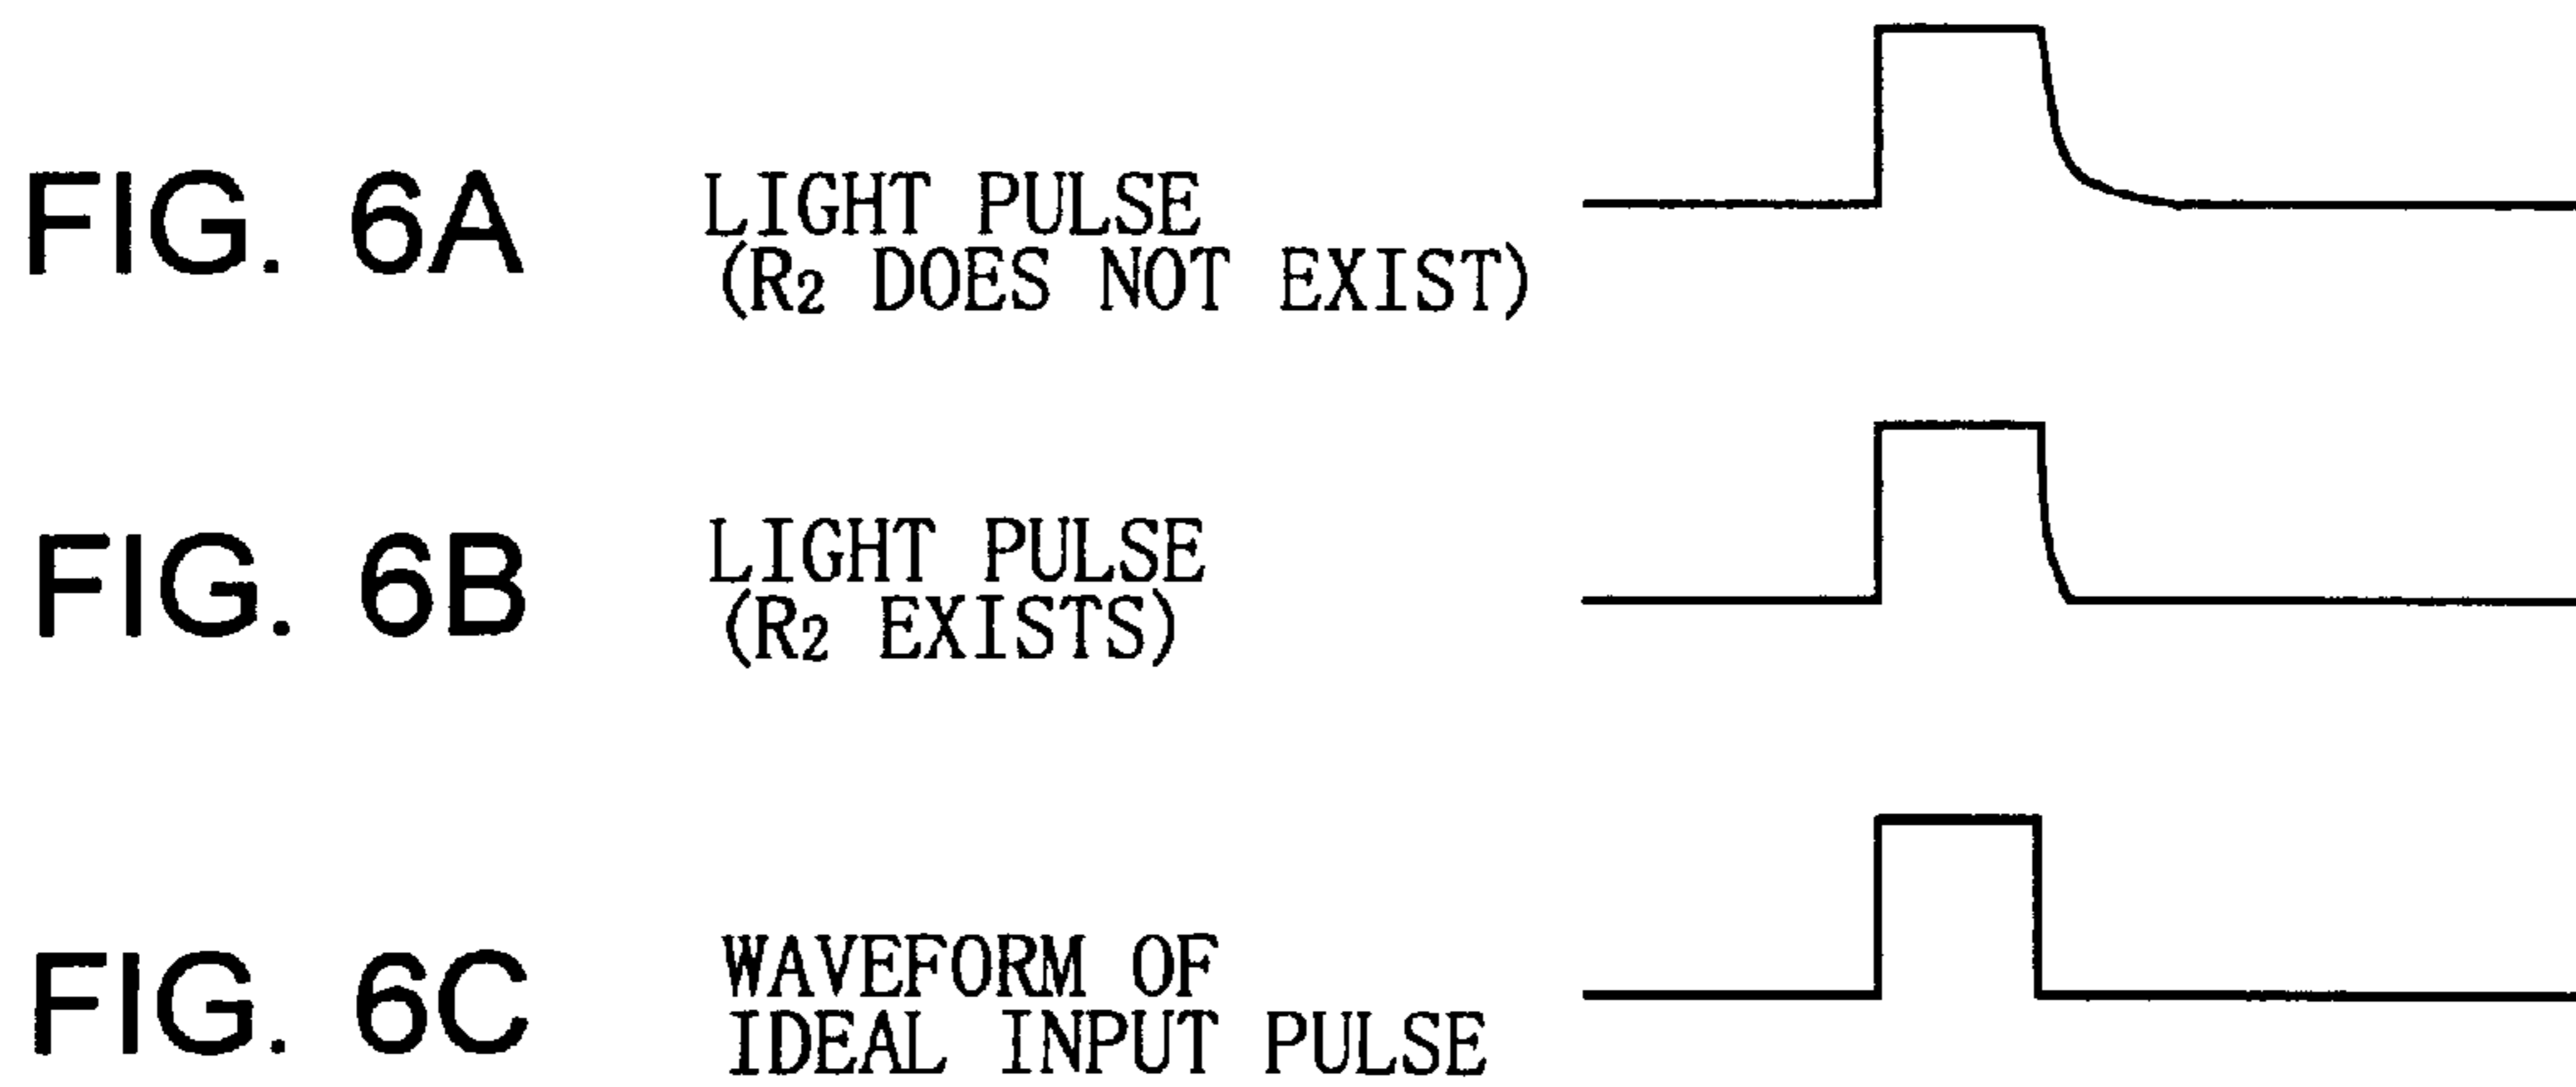 FIG. 6A
LIGHT PULSE
(R2 DOES NOT EXIST)
FIG. 6B
LIGHT PULSE
(R2 EXISTS)
FIG. 6C
WAVEFORM OF
IDEAL INPUT PULSE